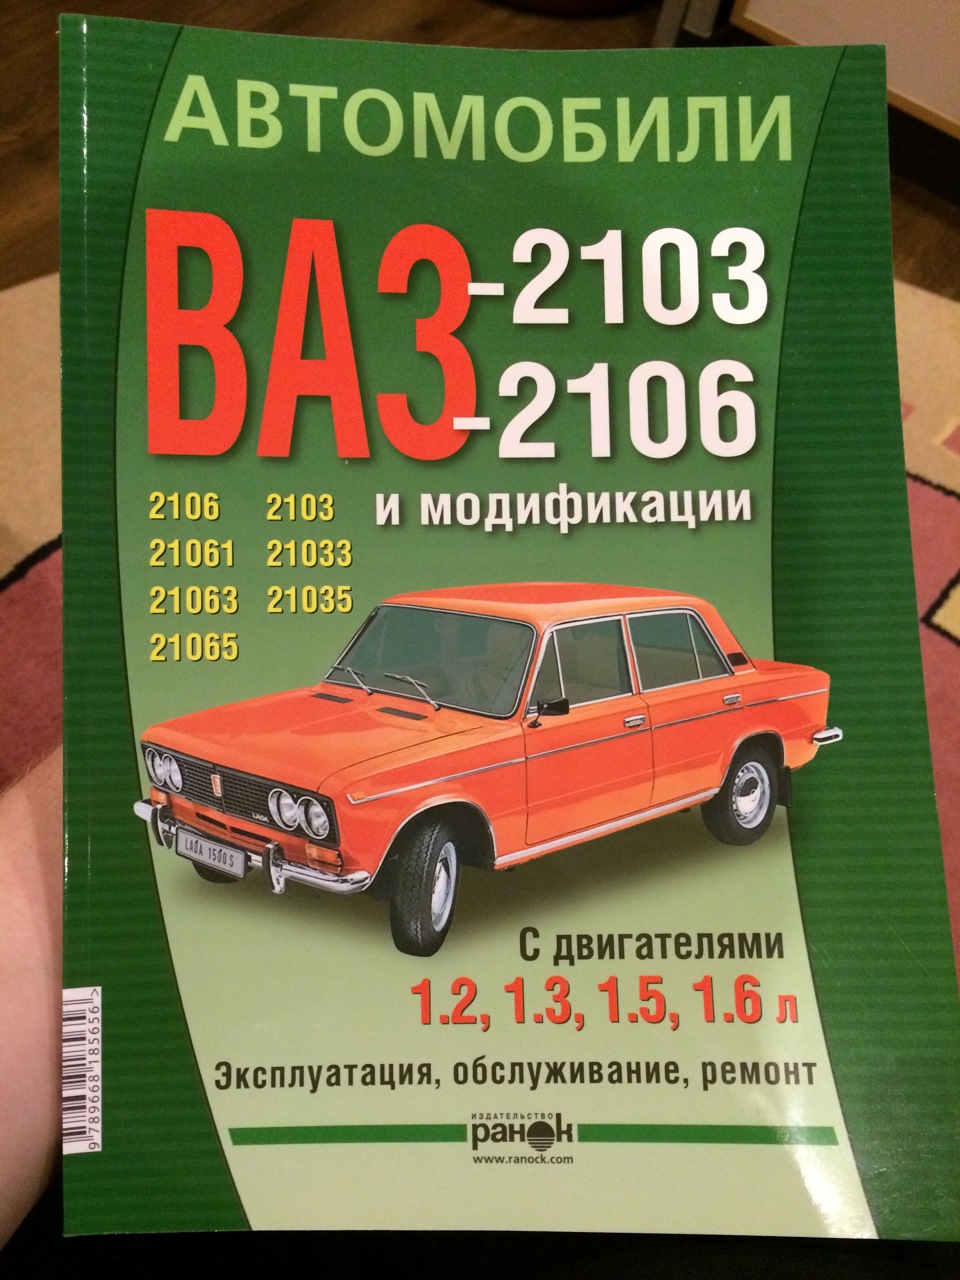 АВТОМОБИЛИ
ВАЗ-2103
-2106
и модификации
2106 2103
21061 21033
21063 21035
21065
LADA
LADA 1500 S
С двигателями
1.2, 1.3, 1.5, 1.6 л
Эксплуатация, обслуживание, ремонт
ИЗДАТЕЛЬСТВО
ранок
www.ranock.com
9 789668 185656 >